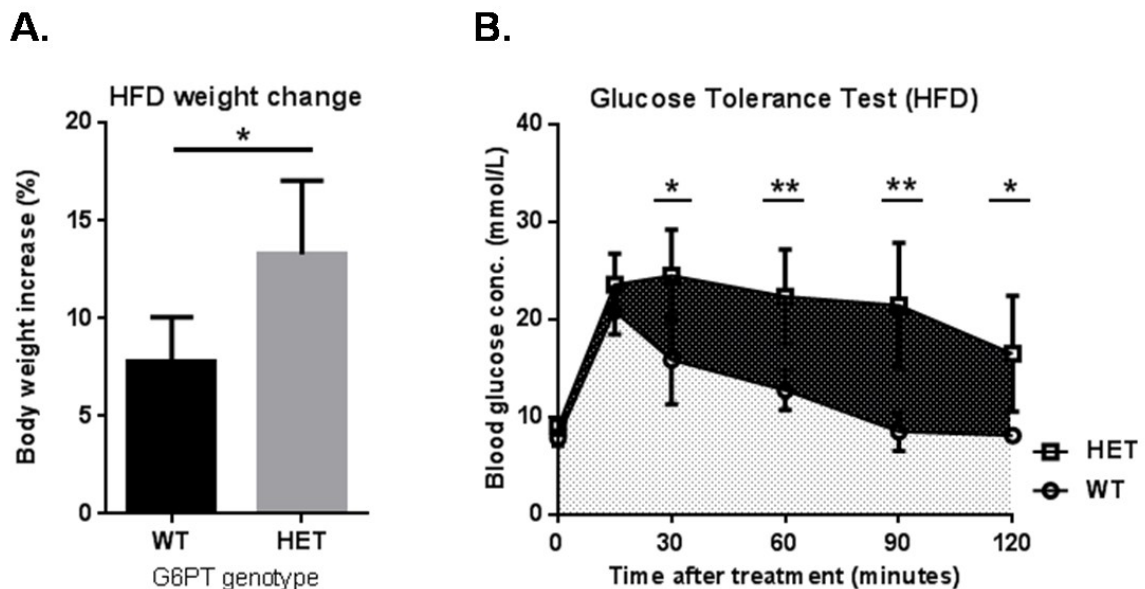 A.
HFD weight change
20
15
10
5
0
*
Body weight increase (%)
WT HET
G6PT genotype
B.
Glucose Tolerance Test (HFD)
40
30
20
10
0
* ** ** *
Blood glucose conc. (mmol/L)
0 30 60 90 120
Time after treatment (minutes)
HET
WT